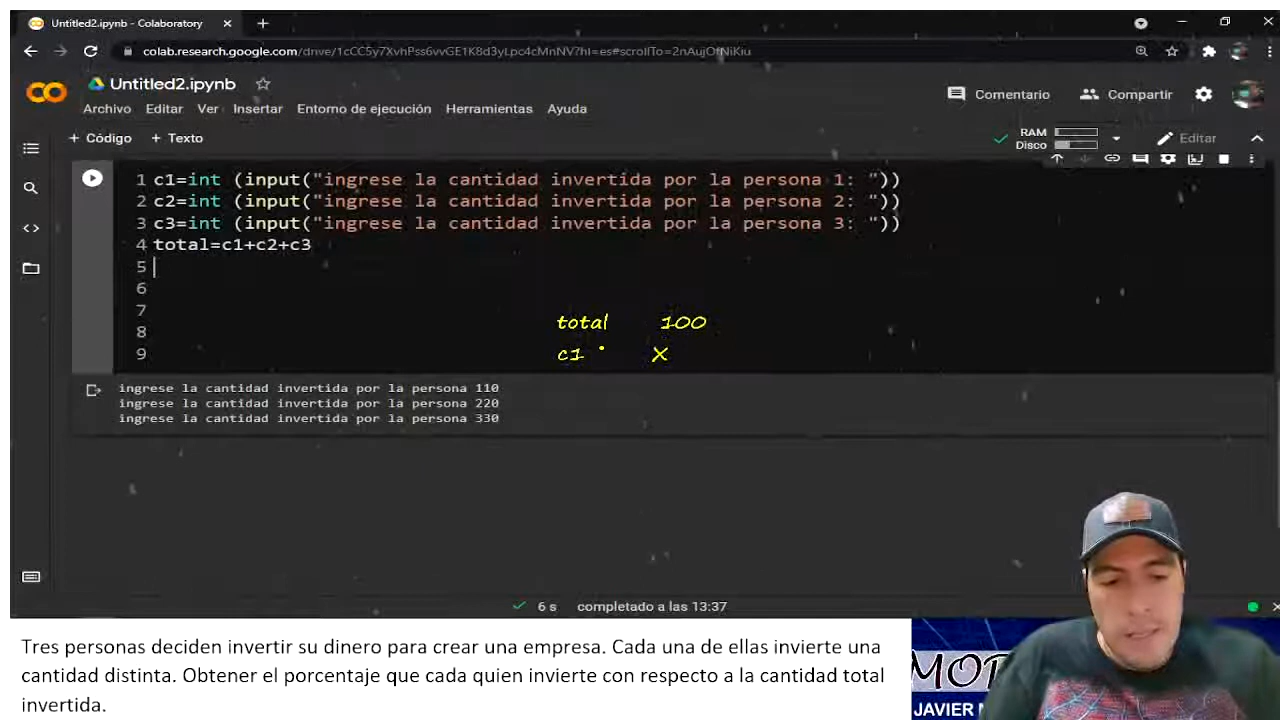 Untitled2.ipynb - Colaboratory
colab.research.google.com/drive/1cCC5y7XvhPss6vvGE1K8d3yLpc4cMnNV?hl=es#scrollTo=2nAujOfNiKiu
Untitled2.ipynb
Comentario Compartir
Archivo Editar Ver Insertar Entorno de ejecución Herramientas Ayuda
+ Código + Texto
RAM
Disco
Editar
1 c1=int (input("ingrese la cantidad invertida por la persona 1: "))
2 c2=int (input("ingrese la cantidad invertida por la persona 2: "))
3 c3=int (input("ingrese la cantidad invertida por la persona 3: "))
4 total=c1+c2+c3
5
6
7
8
9
total 100
c1 X
ingrese la cantidad invertida por la persona 110
ingrese la cantidad invertida por la persona 220
ingrese la cantidad invertida por la persona 330
6 s completado a las 13:37
Tres personas deciden invertir su dinero para crear una empresa. Cada una de ellas invierte una
cantidad distinta. Obtener el porcentaje que cada quien invierte con respecto a la cantidad total
invertida.
JAVIER